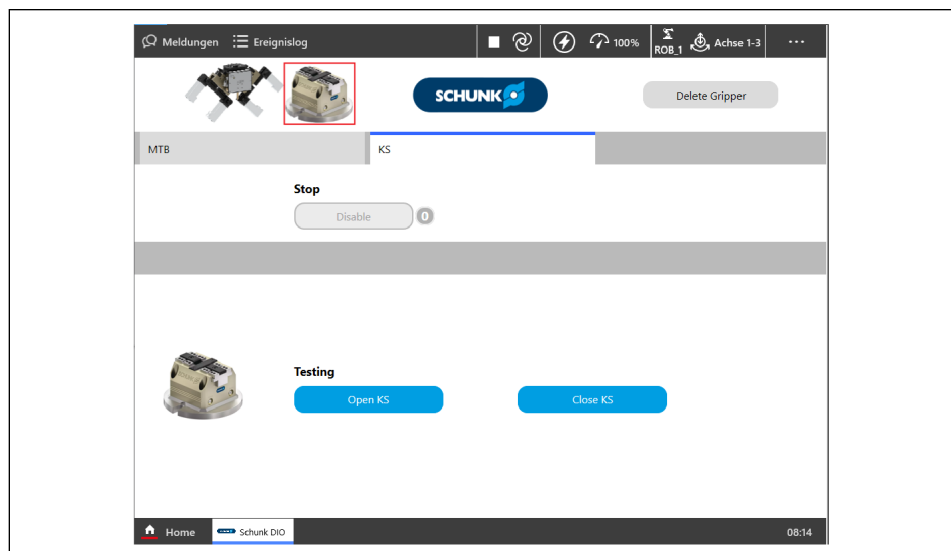 Meldungen Ereignislog 100% ROB_1 Achse 1-3 ...
SCHUNK
Delete Gripper
MTB KS
Stop
Disable 0
Testing
Open KS Close KS
Home Schunk DIO 08:14